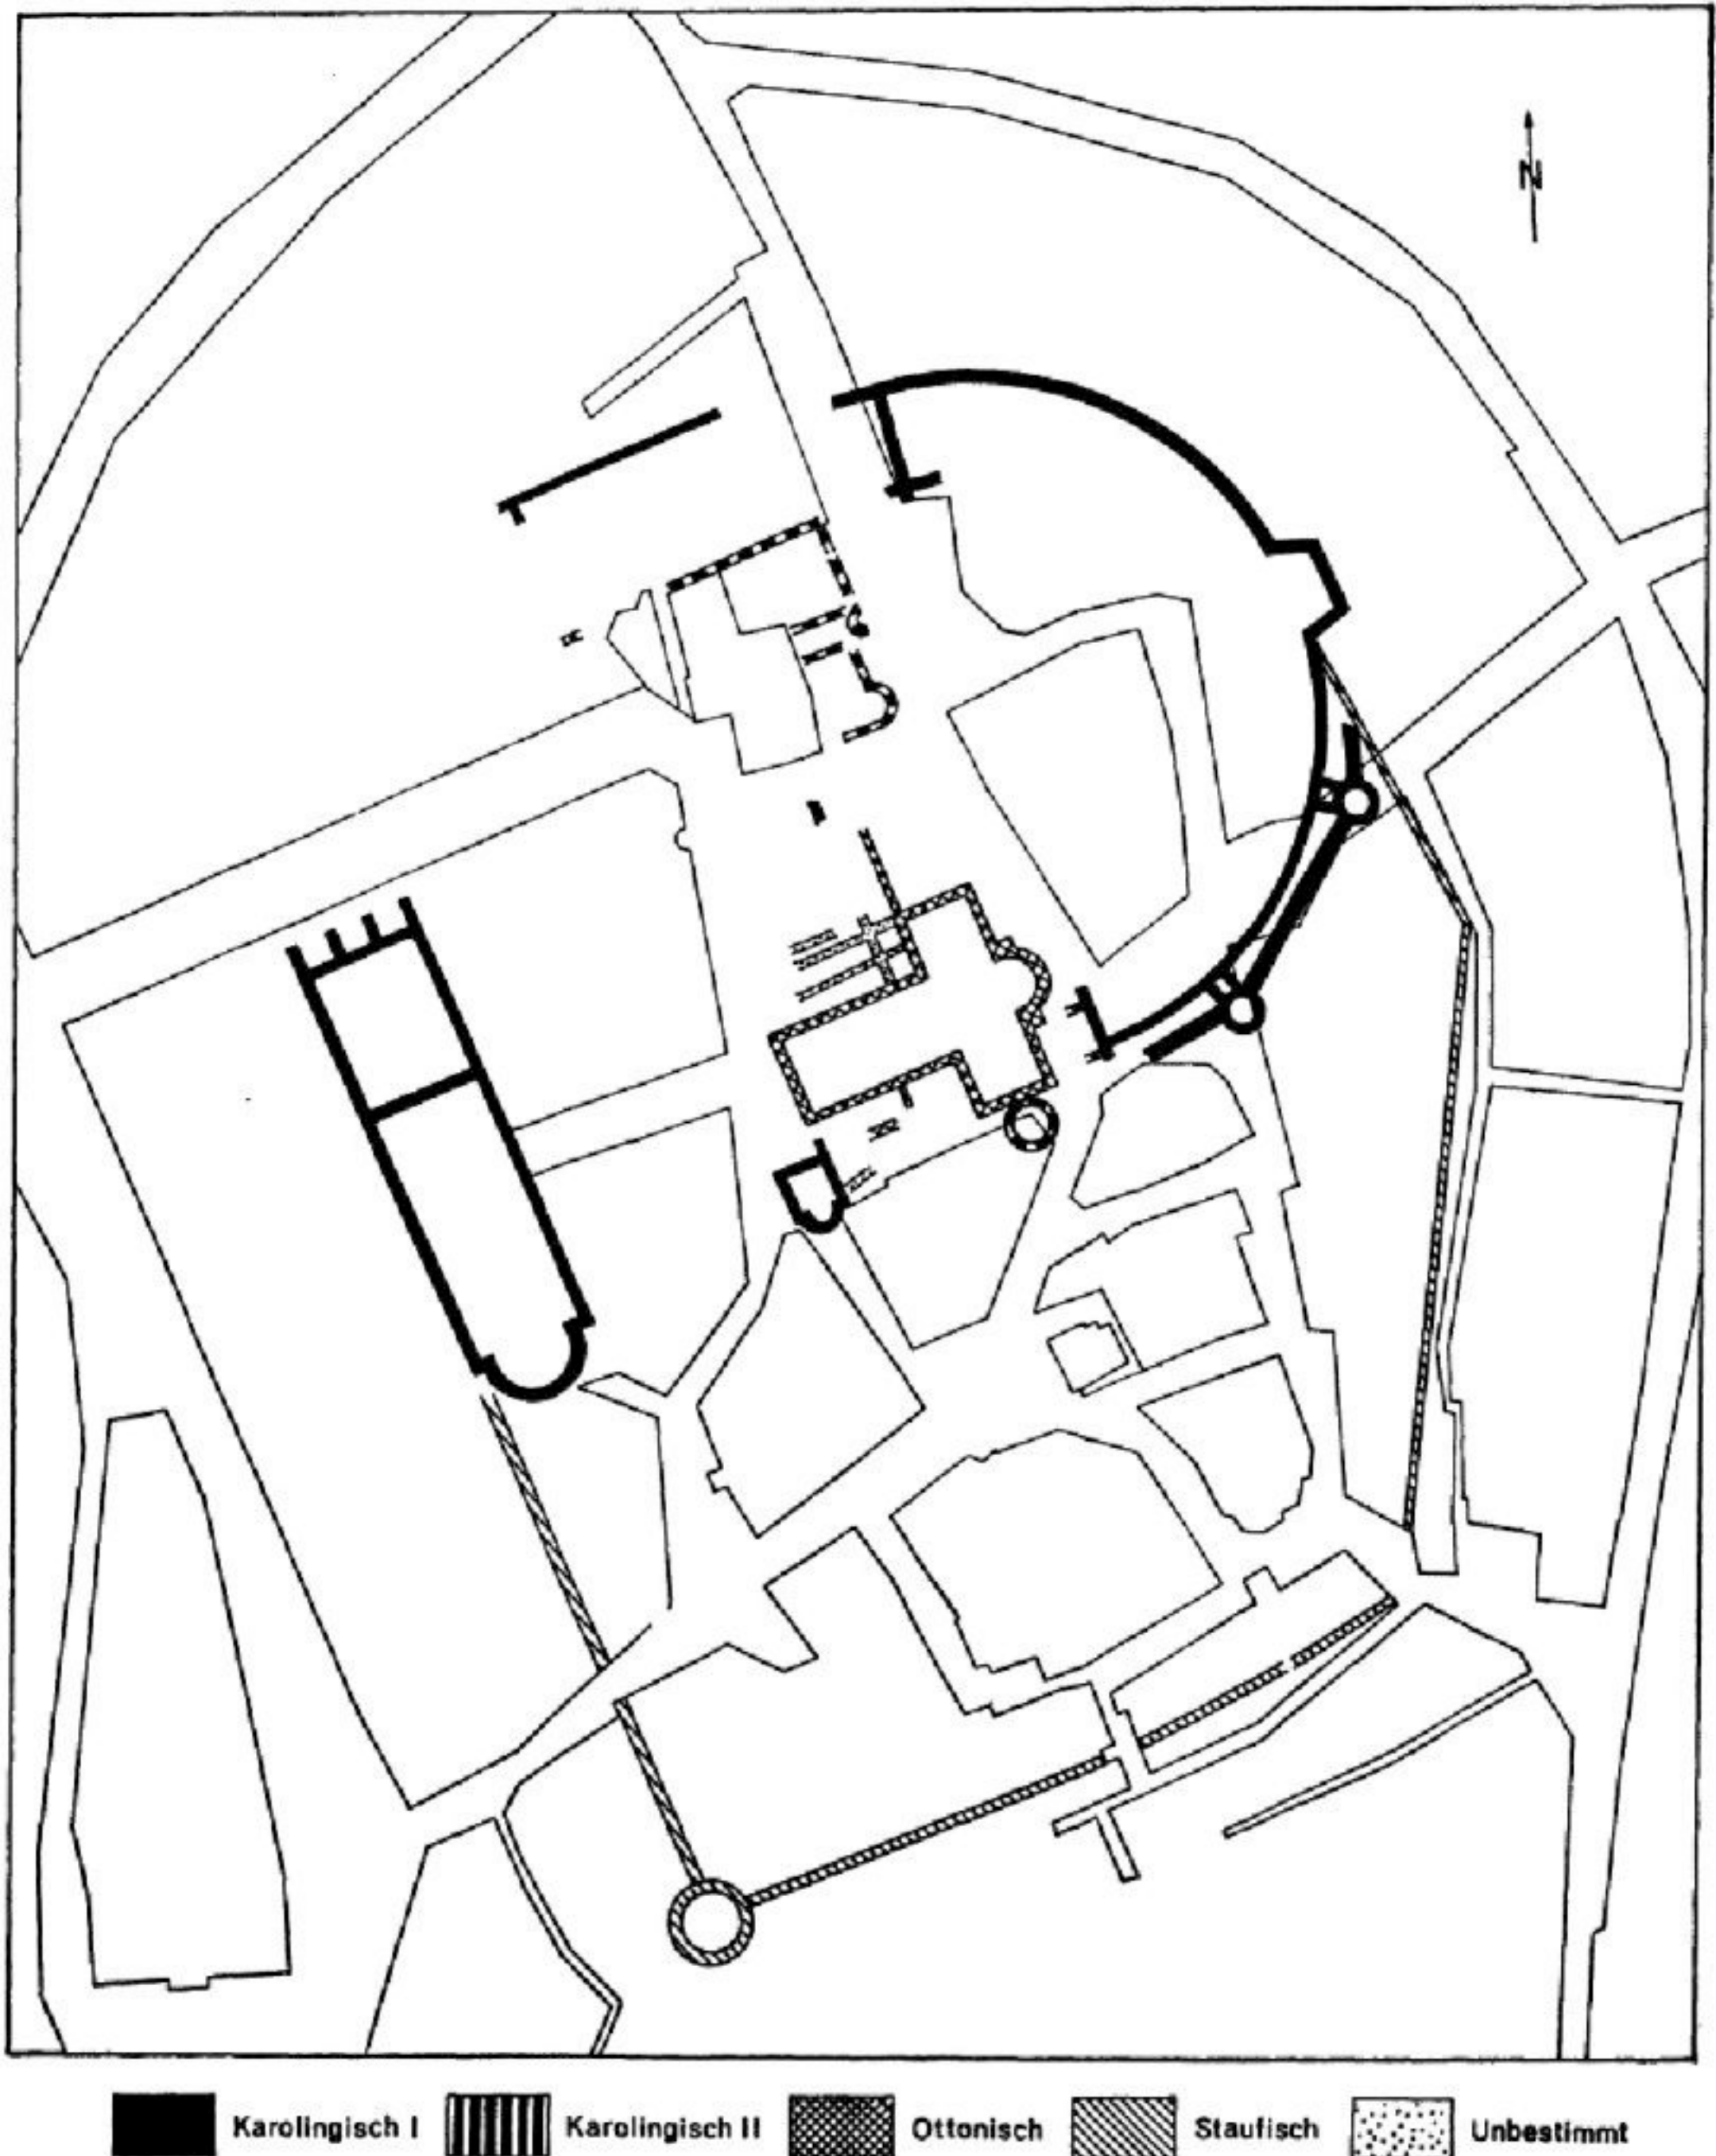 N
Karolingisch I
Karolingisch II
Ottonisch
Staufisch
Unbestimmt